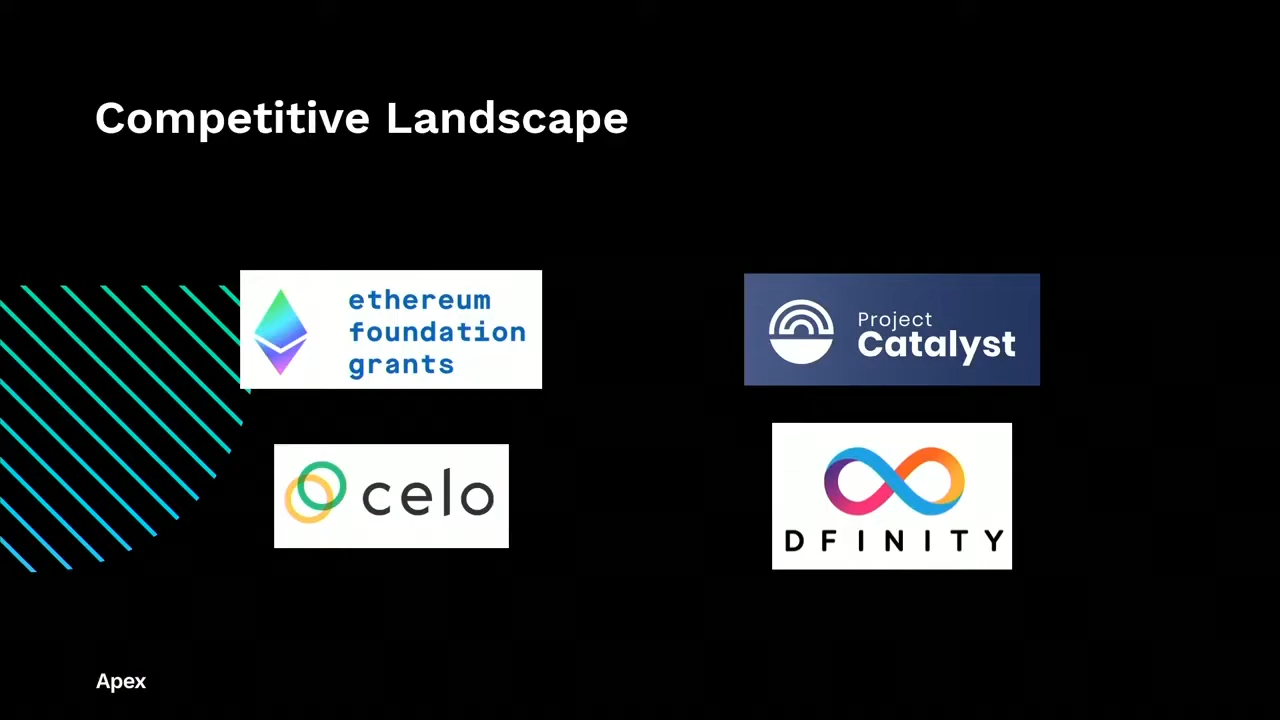 Competitive Landscape
ethereum
foundation
grants
Project
Catalyst
celo
DFINITY
Apex